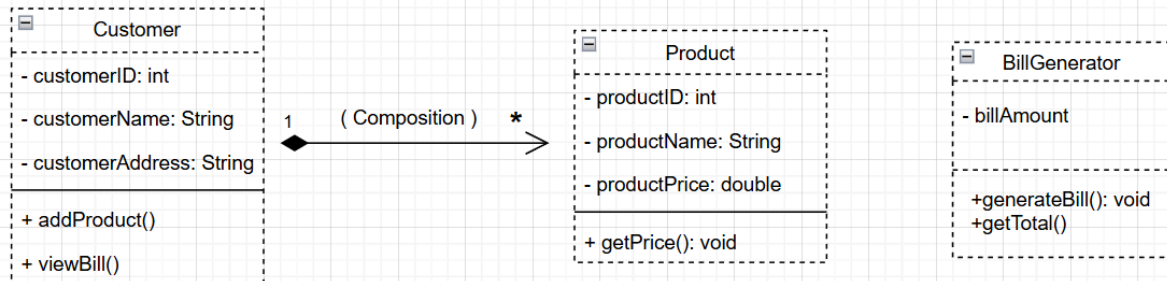 Customer
- customerID: int
- customerName: String
- customerAddress: String
+ addProduct()
+ viewBill()
1
( Composition )
*
Product
- productID: int
- productName: String
- productPrice: double
+ getPrice(): void
BillGenerator
- billAmount
+generateBill(): void
+getTotal()